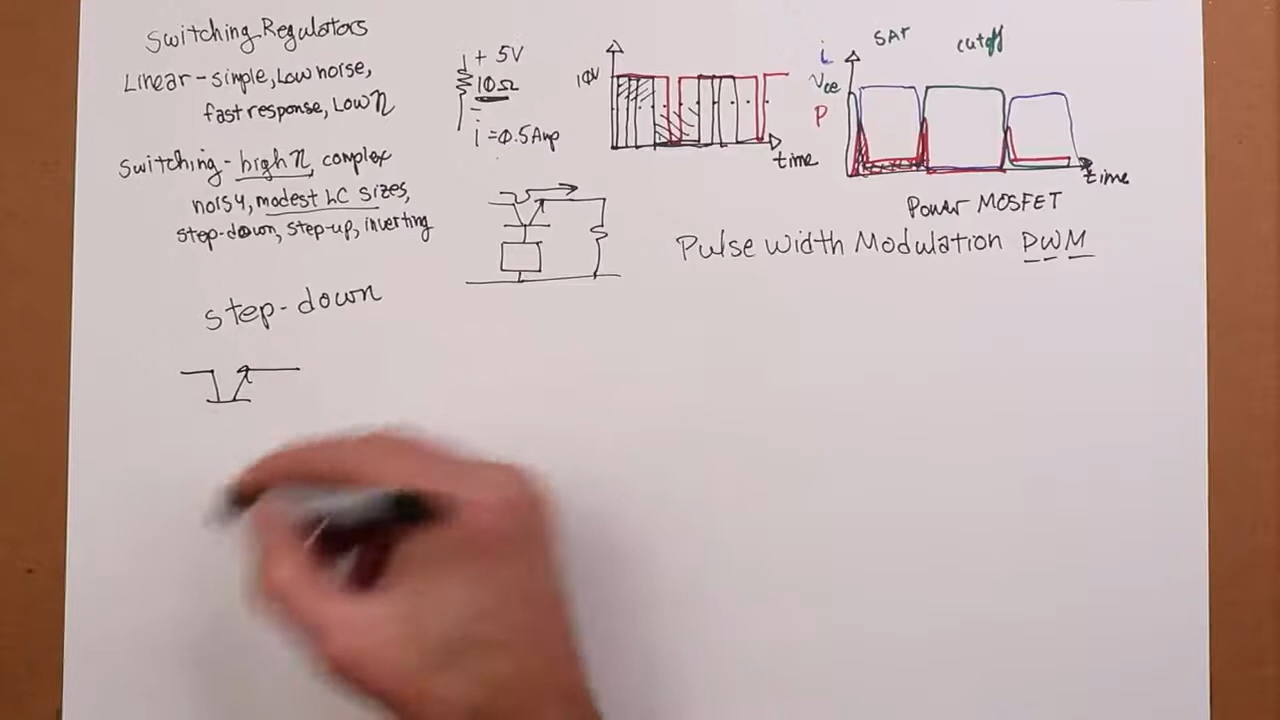 Switching Regulators
Linear - simple, Low noise,
fast response, Low η
Switching - high η, complex
noisy, modest LC sizes,
step-down, step-up, inverting
+ 5V
10Ω
-
i = 0.5Amp
10V
time
i
Vce
P
SAT
cutoff
time
Power MOSFET
Pulse Width Modulation PWM
step-down